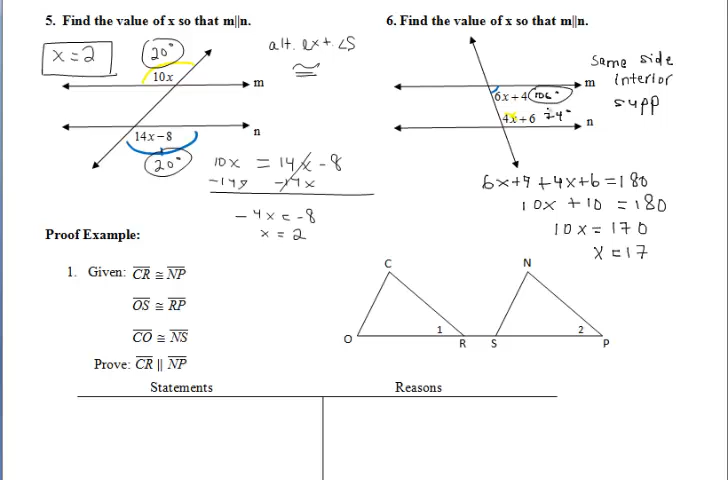 5. Find the value of x so that m||n.
x = 2
20°
10x
m
14x – 8
n
20°
alt. ext. ∠s
≅
10x = 14x - 8
-14x -14x
-4x = -8
x = 2
6. Find the value of x so that m||n.
m
6x + 4
106°
4x + 6
74°
n
Same side
interior
supp
6x+4 + 4x+6 = 180
10x + 10 = 180
10x = 170
x = 17
Proof Example:
1. Given: CR ≅ NP
OS ≅ RP
CO ≅ NS
Prove: CR || NP
C
N
O
1
R
S
2
P
Statements
Reasons